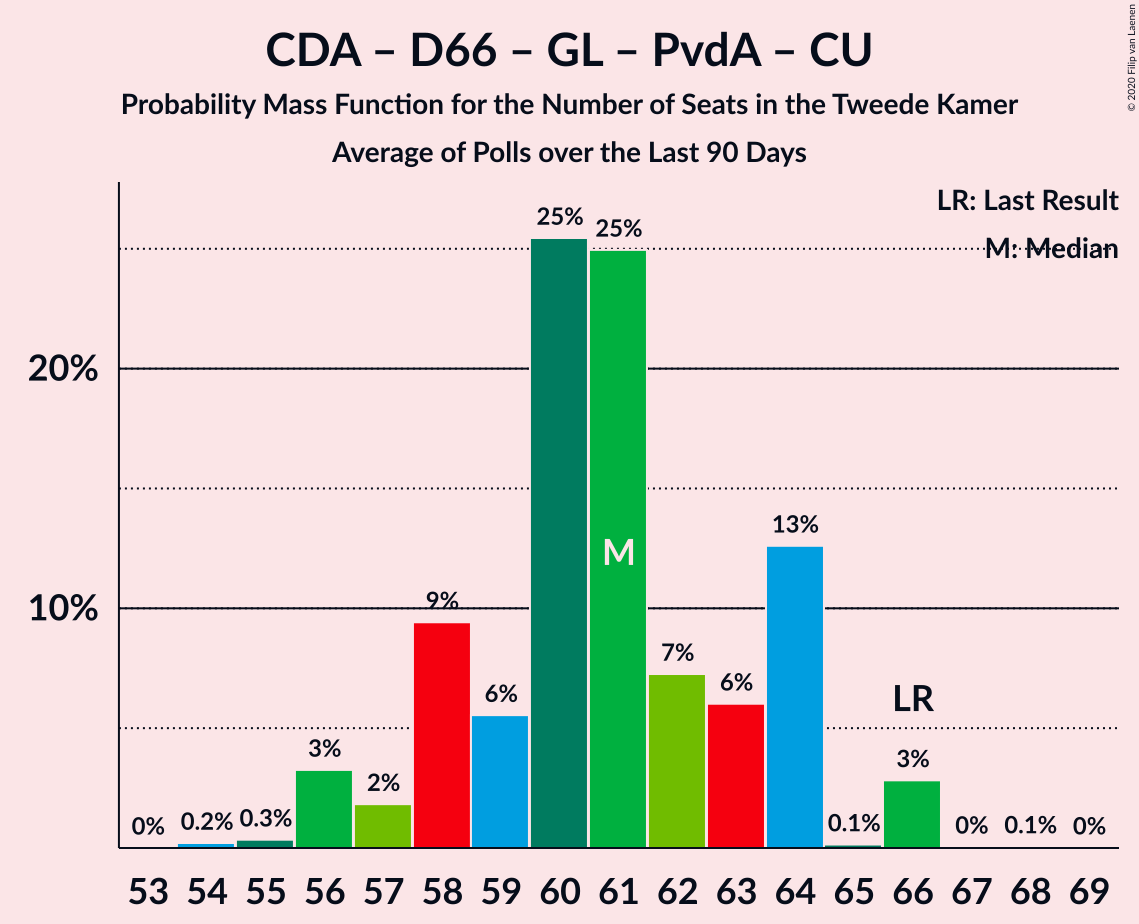 CDA – D66 – GL – PvdA – CU
Probability Mass Function for the Number of Seats in the Tweede Kamer
Average of Polls over the Last 90 Days
© 2020 Filip van Laenen
LR: Last Result
M: Median
20%
10%
0%
0.2%
0.3%
3%
2%
9%
6%
25%
25%
M
7%
6%
13%
0.1%
LR
3%
0%
0.1%
0%
53 54 55 56 57 58 59 60 61 62 63 64 65 66 67 68 69